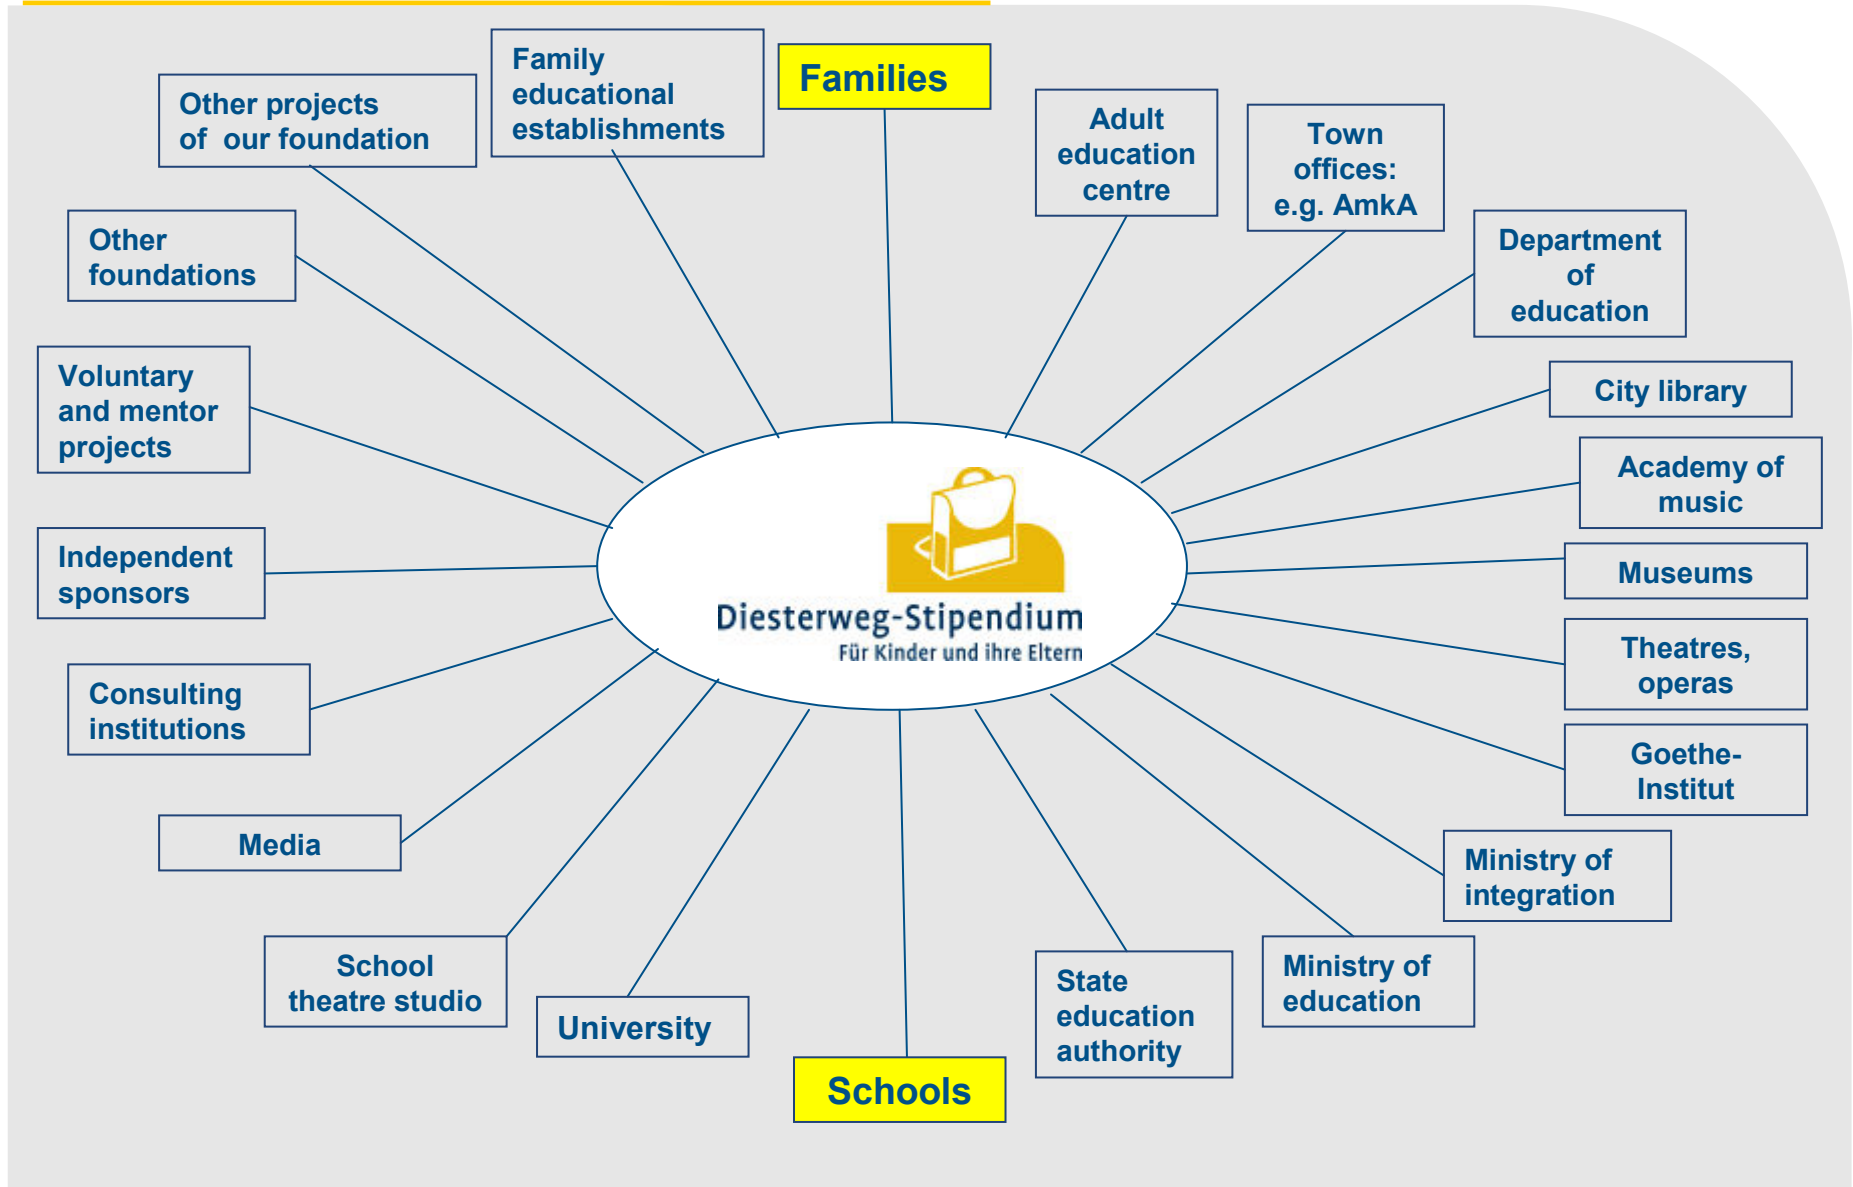 Families
Family
educational
establishments
Other projects
of our foundation
Adult
education
centre
Town
offices:
e.g. AmkA
Other
foundations
Department
of
education
Voluntary
and mentor
projects
City library
Academy of
music
Independent
sponsors
Museums
Diesterweg-Stipendium
Für Kinder und ihre Eltern
Theatres,
operas
Consulting
institutions
Goethe-
Institut
Media
Ministry of
integration
School
theatre studio
University
State
education
authority
Ministry of
education
Schools